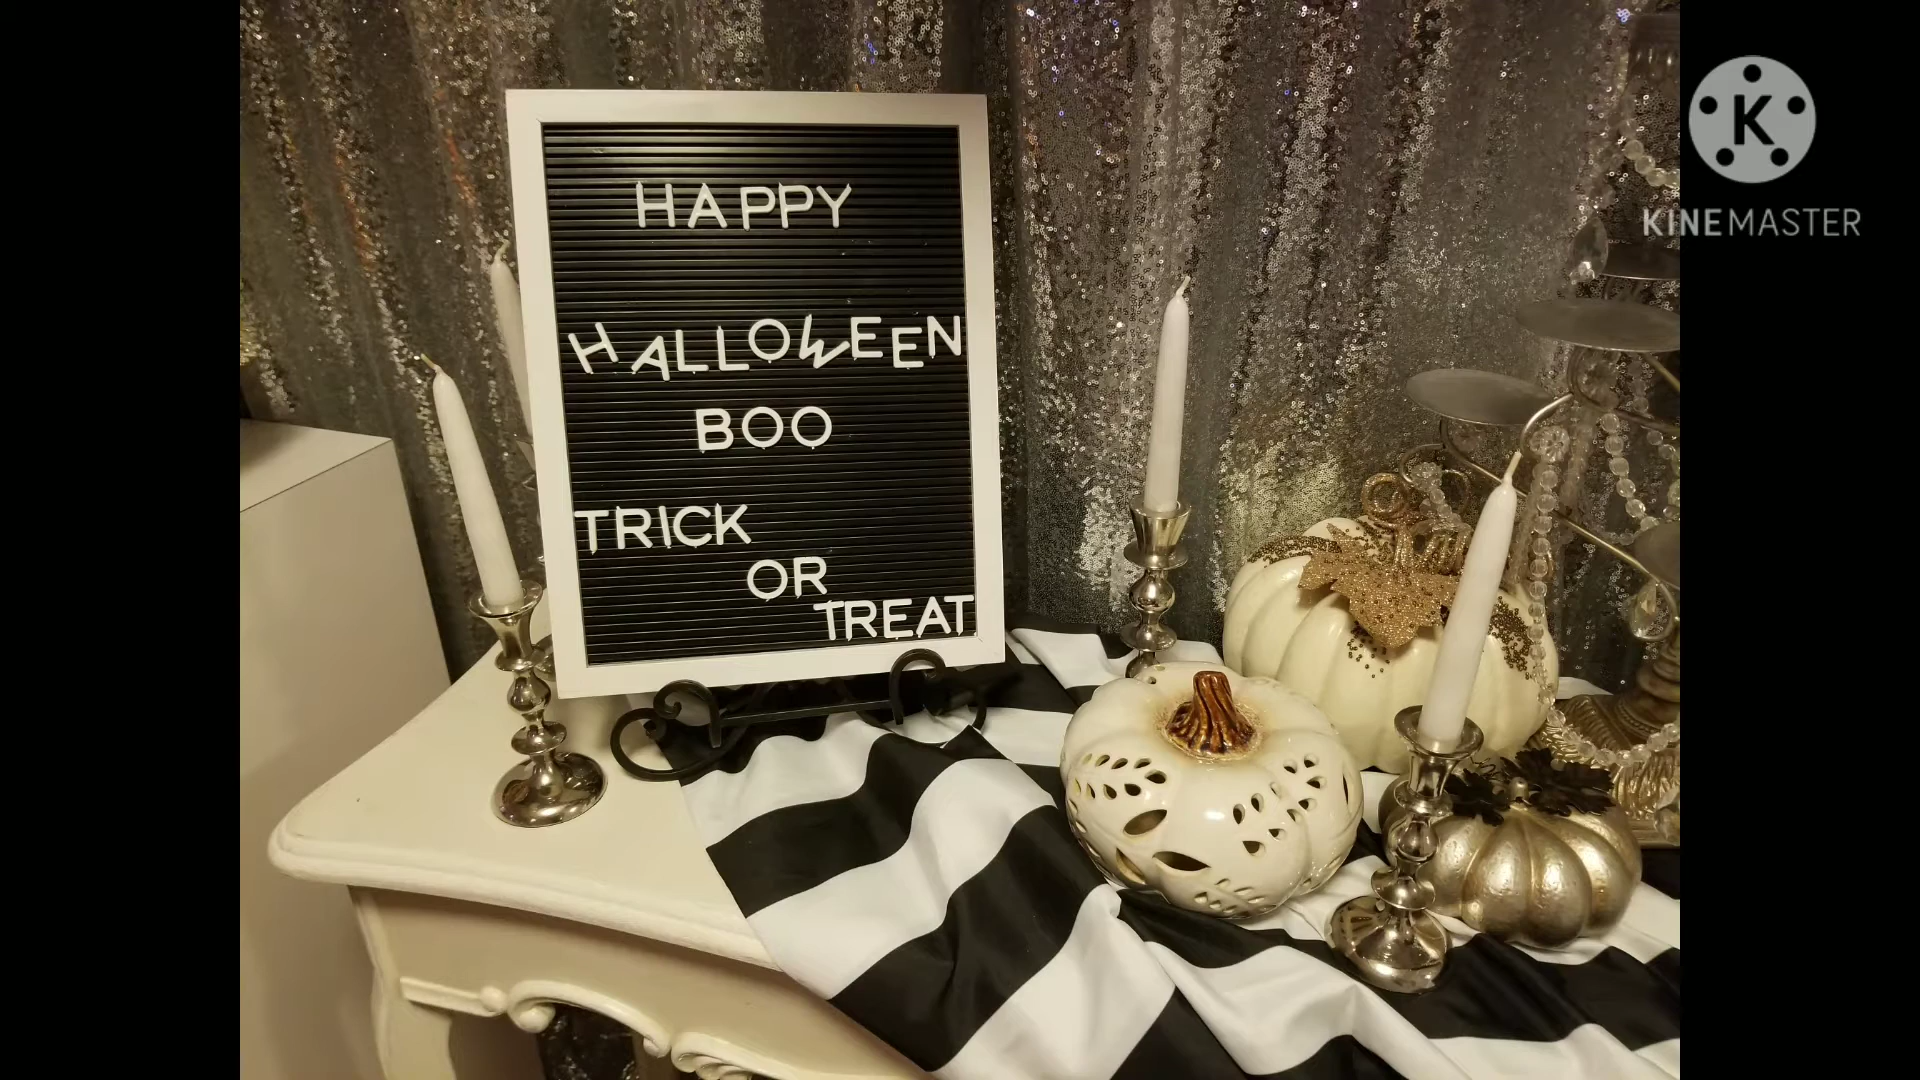 HAPPY
HALLOWEEN
BOO
TRICK
OR
TREAT
K
KINEMASTER